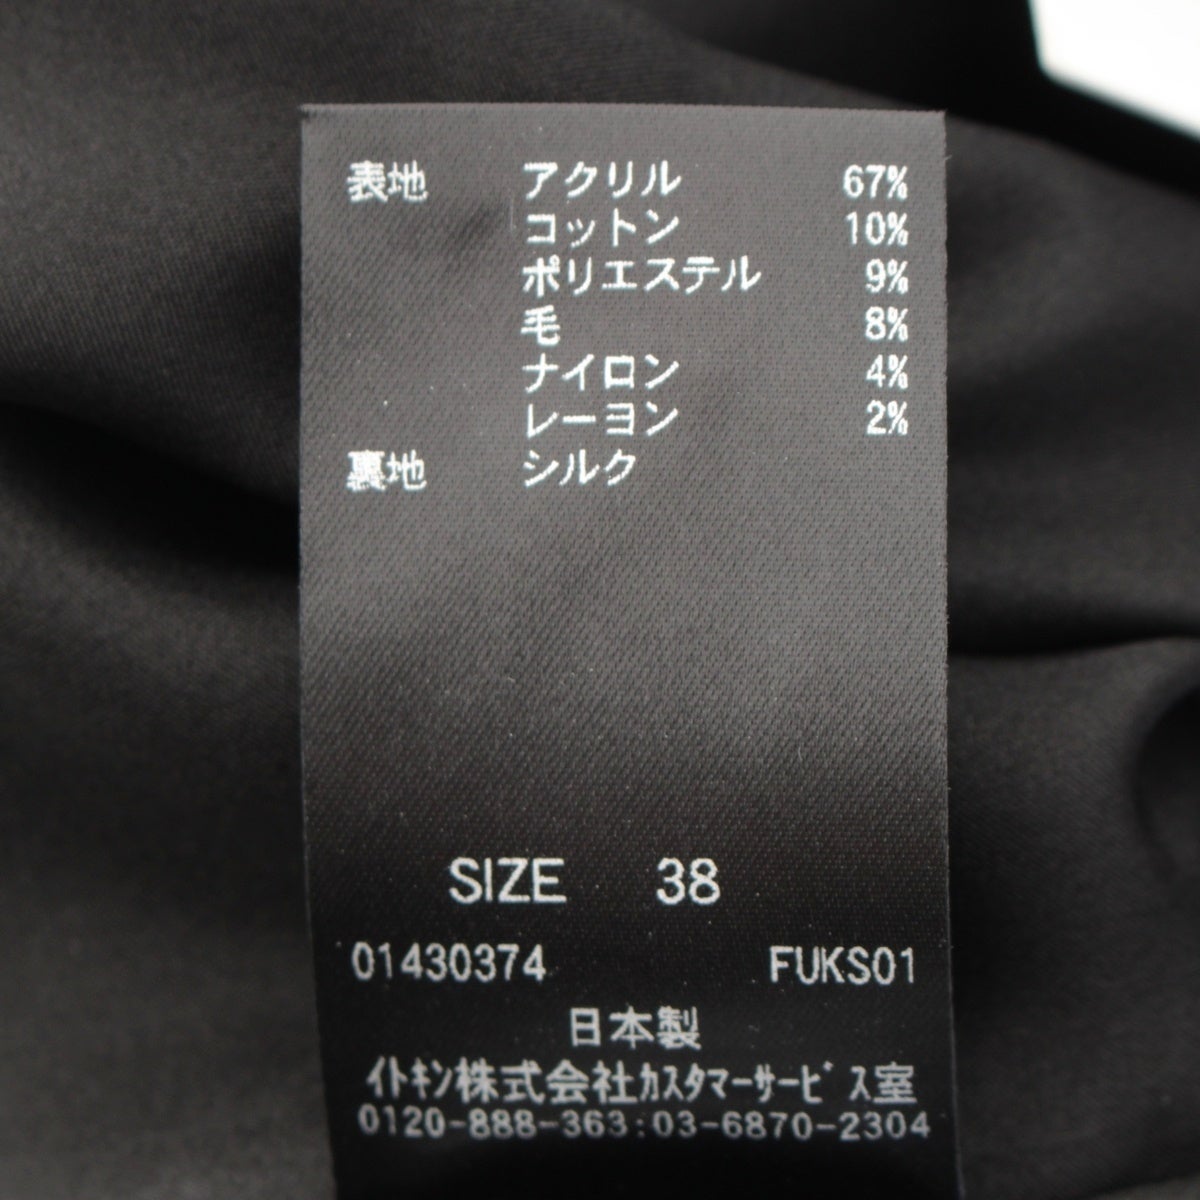 表地 アクリル 67%
コットン 10%
ポリエステル 9%
毛 8%
ナイロン 4%
レーヨン 2%
裏地 シルク
SIZE 38
01430374 FUKS01
日本製
ｲﾄｷﾝ株式会社ｶｽﾀﾏｰｻｰﾋﾞｽ室
0120-888-363:03-6870-2304